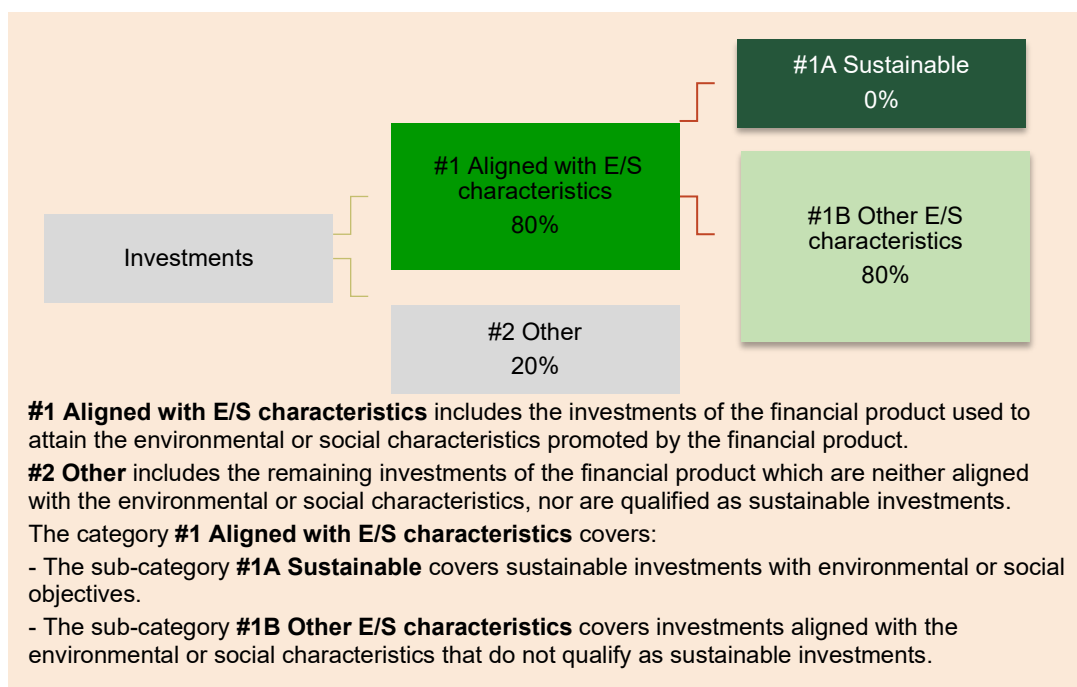 #1A Sustainable
0%
#1 Aligned with E/S
characteristics
80%
#1B Other E/S
characteristics
80%
Investments
#2 Other
20%
#1 Aligned with E/S characteristics includes the investments of the financial product used to
attain the environmental or social characteristics promoted by the financial product.
#2 Other includes the remaining investments of the financial product which are neither aligned
with the environmental or social characteristics, nor are qualified as sustainable investments.
The category #1 Aligned with E/S characteristics covers:
- The sub-category #1A Sustainable covers sustainable investments with environmental or social
objectives.
- The sub-category #1B Other E/S characteristics covers investments aligned with the
environmental or social characteristics that do not qualify as sustainable investments.